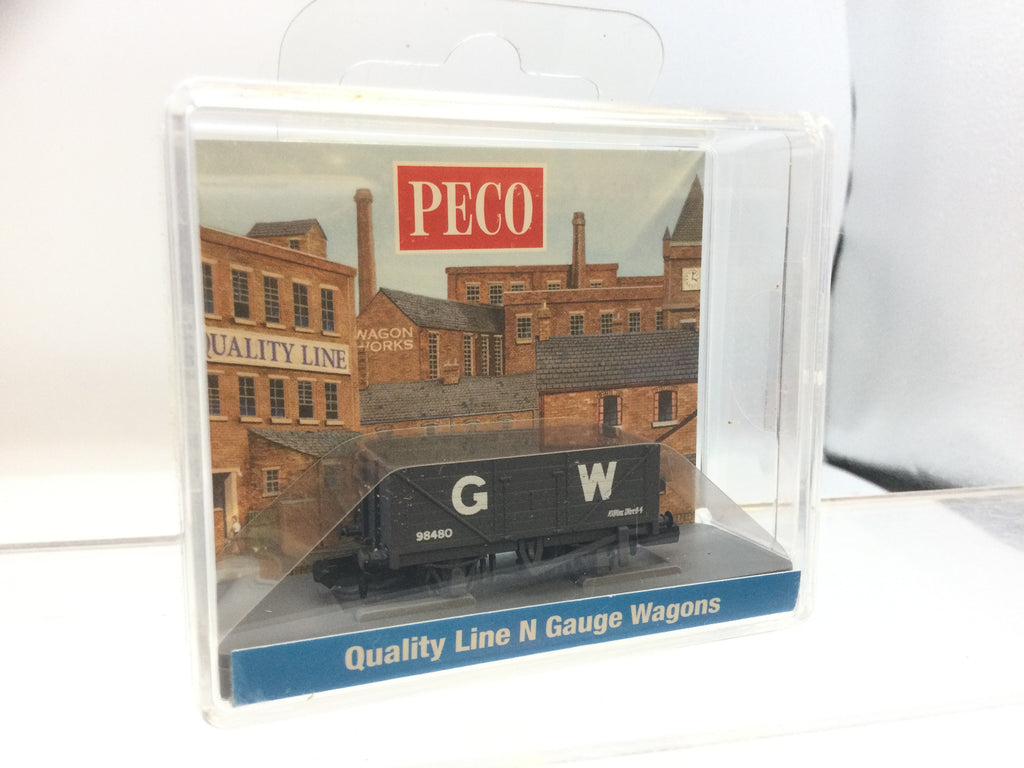 PECO
WAGON
WORKS
QUALITY LINE
G W
98480
Quality Line N Gauge Wagons